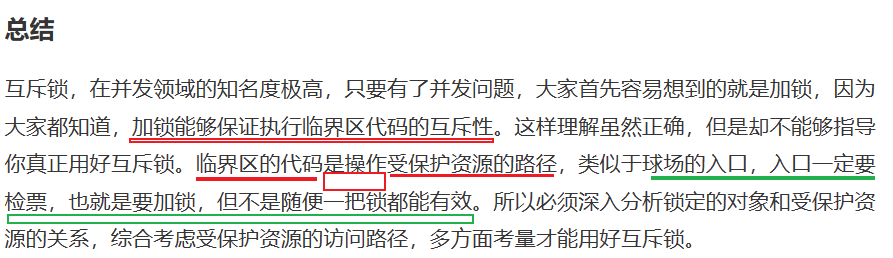 总结
互斥锁，在并发领域的知名度极高，只要有了并发问题，大家首先容易想到的就是加锁，因为
大家都知道，加锁能够保证执行临界区代码的互斥性。这样理解虽然正确，但是却不能够指导
你真正用好互斥锁。临界区的代码是操作受保护资源的路径，类似于球场的入口，入口一定要
检票，也就是要加锁，但不是随便一把锁都能有效。所以必须深入分析锁定的对象和受保护资
源的关系，综合考虑受保护资源的访问路径，多方面考量才能用好互斥锁。